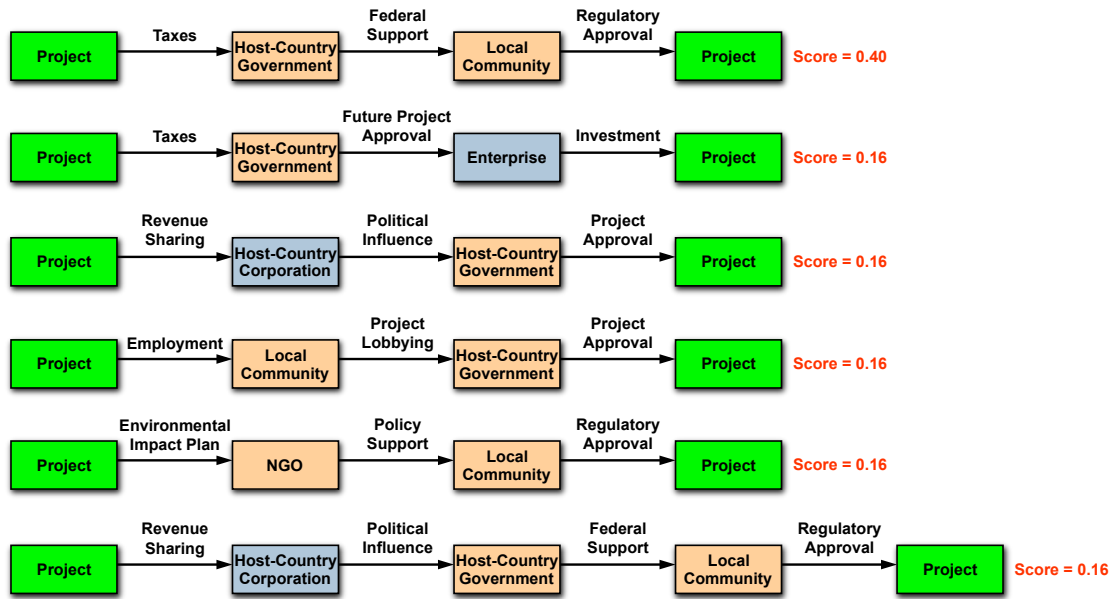 Taxes
Federal
Support
Regulatory
Approval
Project
Host-Country
Government
Local
Community
Project
Score = 0.40
Taxes
Future Project
Approval
Investment
Project
Host-Country
Government
Enterprise
Project
Score = 0.16
Revenue
Sharing
Political
Influence
Project
Approval
Project
Host-Country
Corporation
Host-Country
Government
Project
Score = 0.16
Employment
Project
Lobbying
Project
Approval
Project
Local
Community
Host-Country
Government
Project
Score = 0.16
Environmental
Impact Plan
Policy
Support
Regulatory
Approval
Project
NGO
Local
Community
Project
Score = 0.16
Revenue
Sharing
Political
Influence
Federal
Support
Regulatory
Approval
Project
Host-Country
Corporation
Host-Country
Government
Local
Community
Project
Score = 0.16